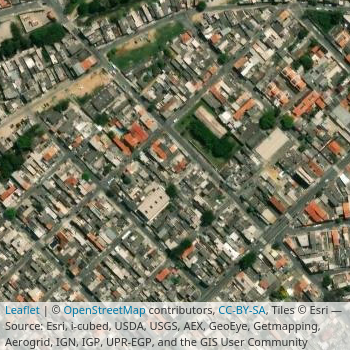 Leaflet | © OpenStreetMap contributors, CC-BY-SA, Tiles © Esri —
Source: Esri, i-cubed, USDA, USGS, AEX, GeoEye, Getmapping,
Aerogrid, IGN, IGP, UPR-EGP, and the GIS User Community